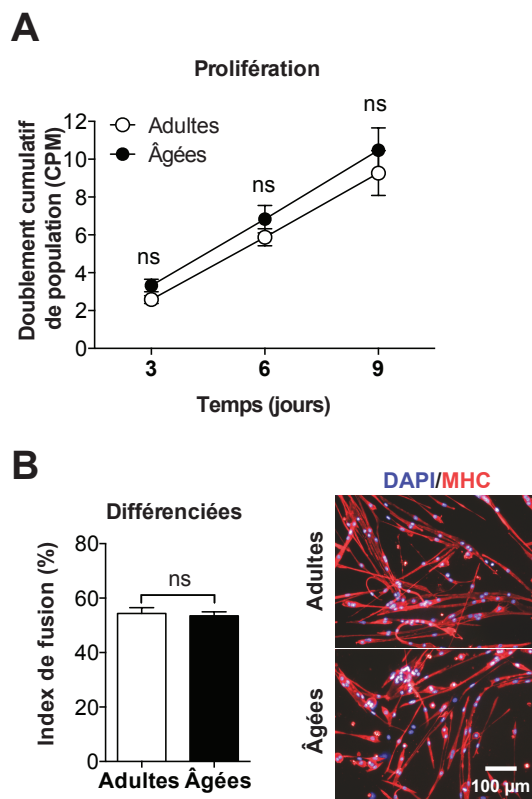 A
Prolifération
Doublement cumulatif
de population (CPM)
12
10
8
6
4
2
0
Adultes
Âgées
ns
ns
ns
3
6
9
Temps (jours)
B
Différenciées
Index de fusion (%)
80
60
40
20
0
ns
Adultes
Âgées
DAPI/MHC
Adultes
Âgées
100 µm